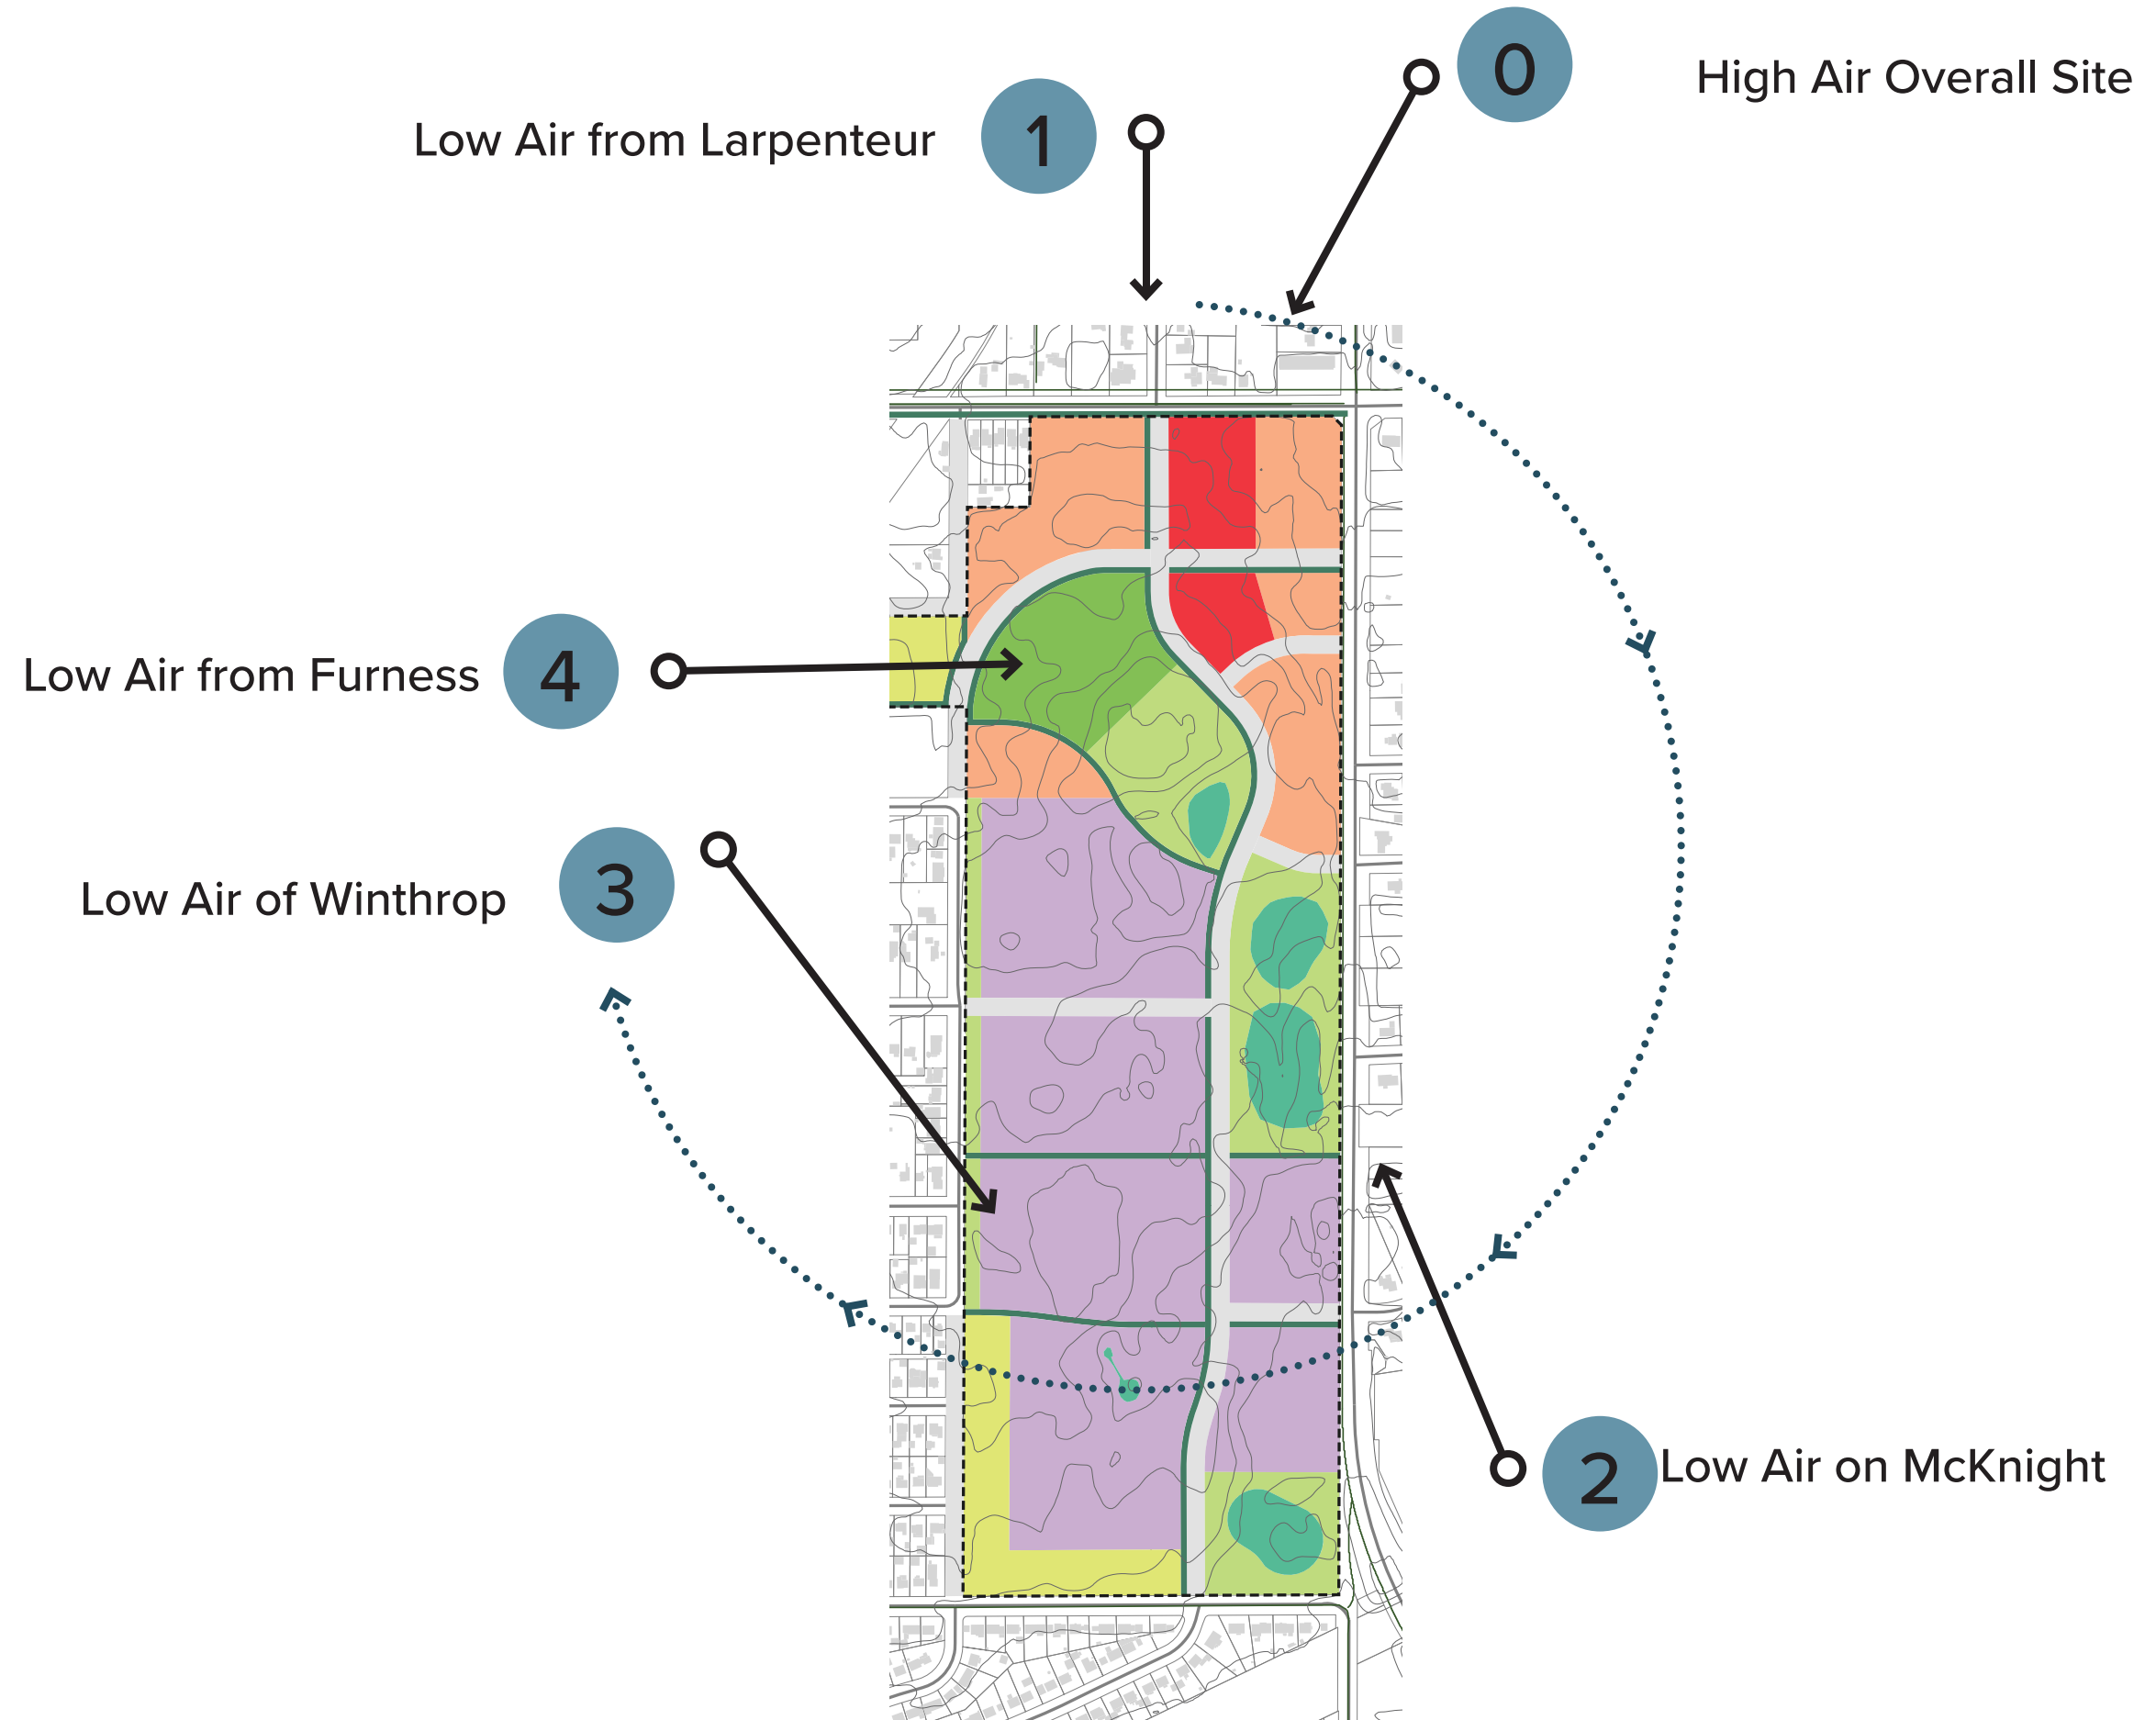 0 High Air Overall Site
Low Air from Larpenteur 1
Low Air from Furness 4
Low Air of Winthrop 3
2 Low Air on McKnight